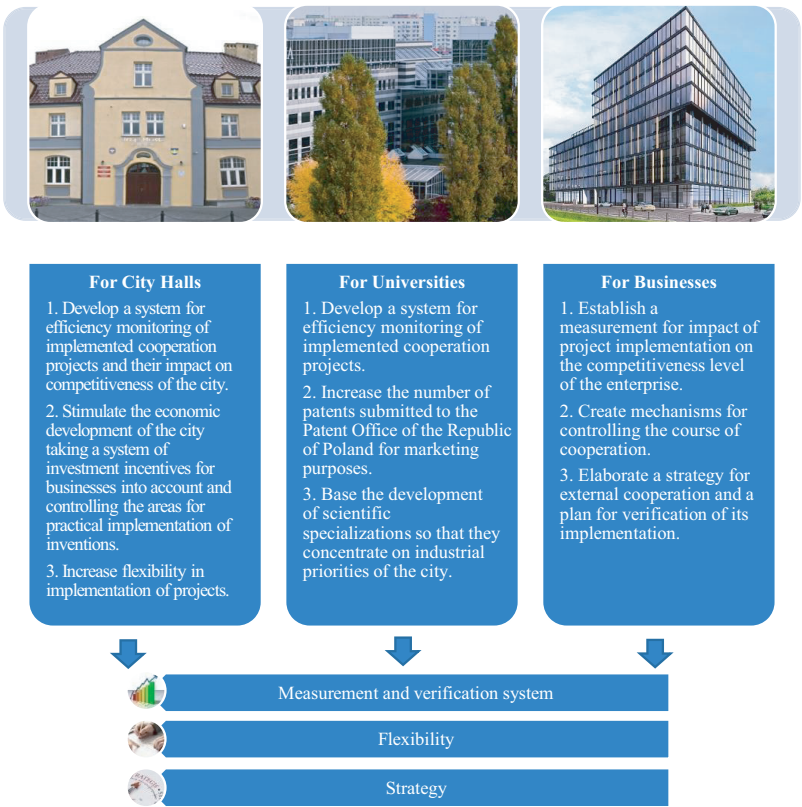 For City Halls
1. Develop a system for
efficiency monitoring of
implemented cooperation
projects and their impact on
competitiveness of the city.
2. Stimulate the economic
development of the city
taking a system of
investment incentives for
businesses into account and
controlling the areas for
practical implementation of
inventions.
3. Increase flexibility in
implementation of projects.
For Universities
1. Develop a system for
efficiency monitoring of
implemented cooperation
projects.
2. Increase the number of
patents submitted to the
Patent Office of the Republic
of Poland for marketing
purposes.
3. Base the development
of scientific
specializations so that they
concentrate on industrial
priorities of the city.
For Businesses
1. Establish a
measurement for impact of
project implementation on
the competitiveness level
of the enterprise.
2. Create mechanisms for
controlling the course of
cooperation.
3. Elaborate a strategy for
external cooperation and a
plan for verification of its
implementation.
Measurement and verification system
Flexibility
Strategy